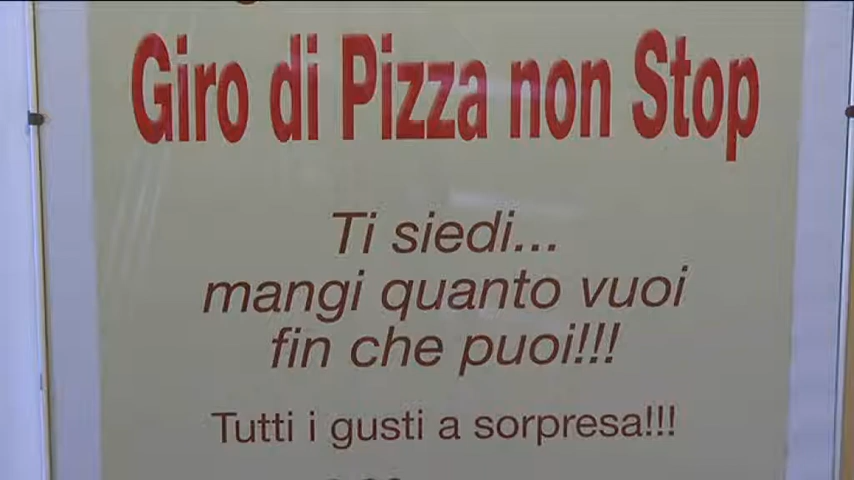 Giro di Pizza non Stop
Ti siedi...
mangi quanto vuoi
fin che puoi!!!
Tutti i gusti a sorpresa!!!